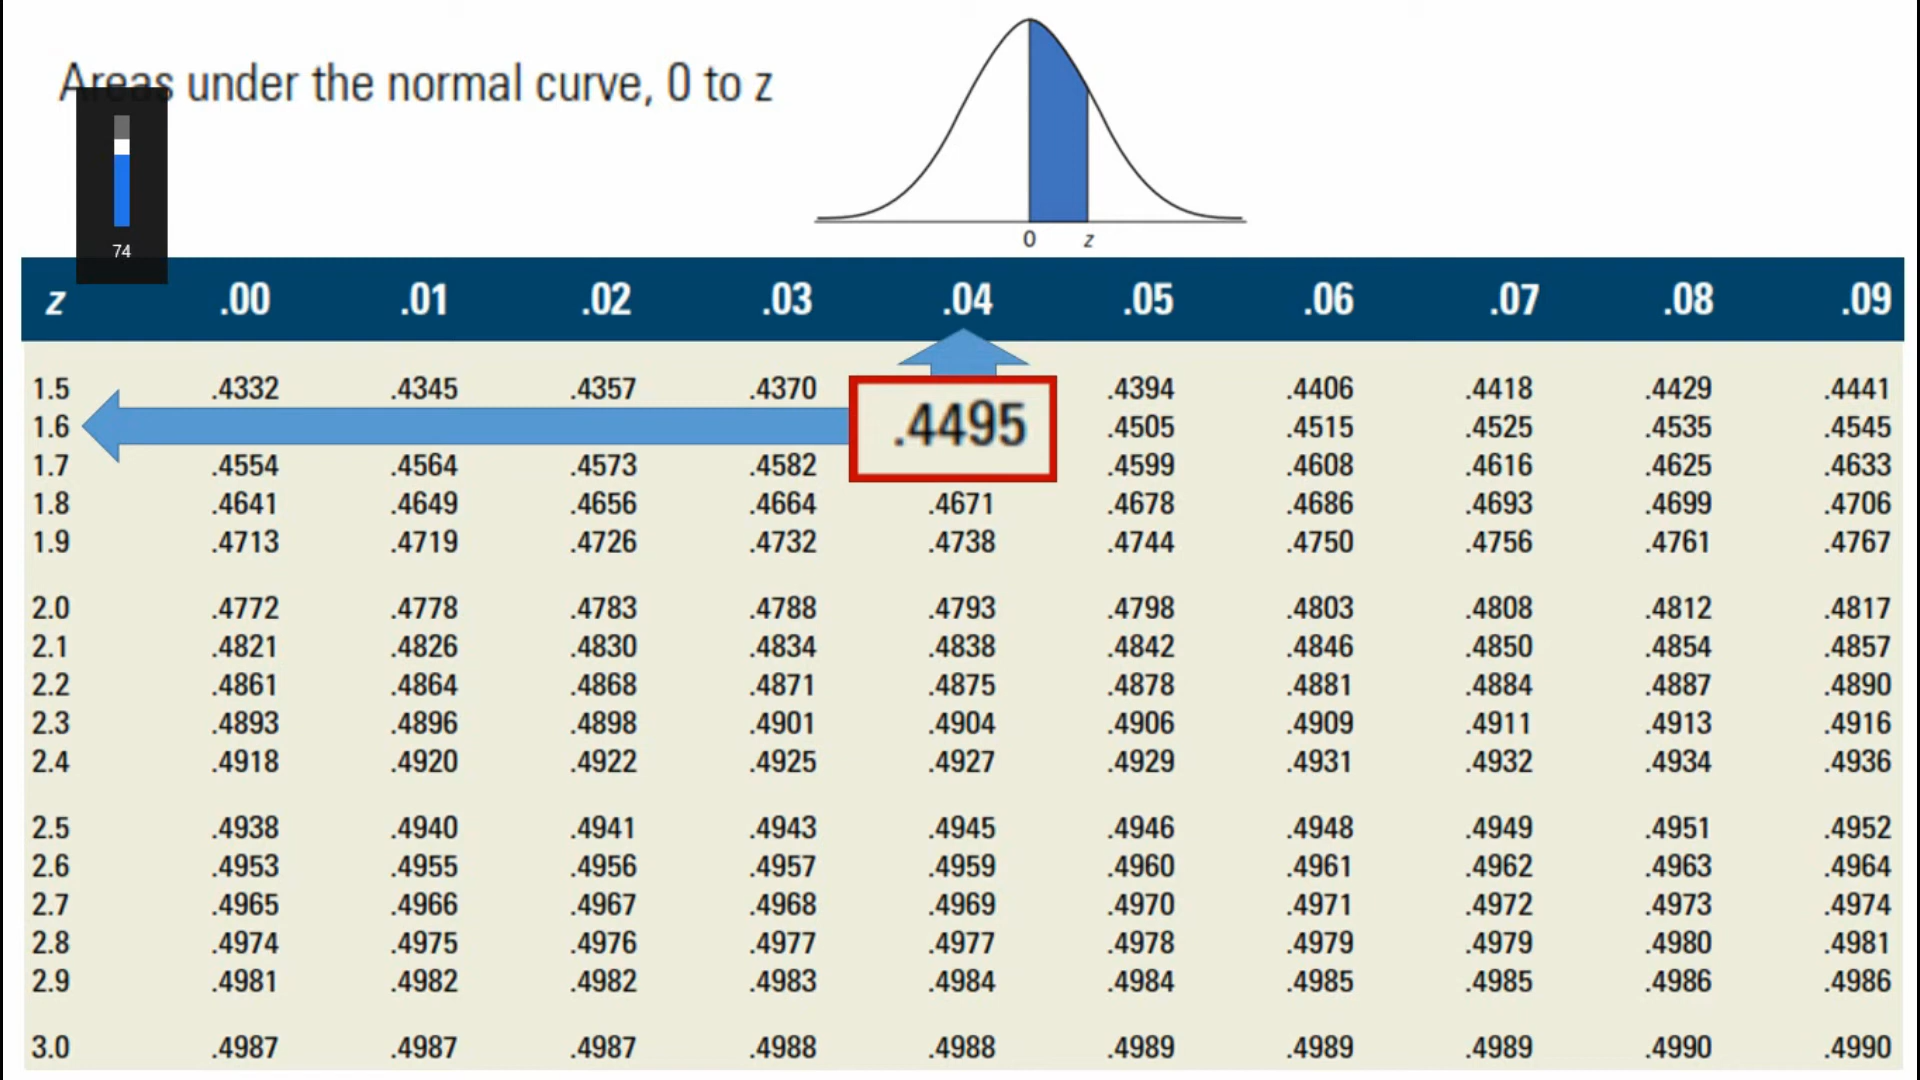 Areas under the normal curve, 0 to z
74
0 z
z .00 .01 .02 .03 .04 .05 .06 .07 .08 .09
1.5 .4332 .4345 .4357 .4370 .4394 .4406 .4418 .4429 .4441
1.6 .4495 .4505 .4515 .4525 .4535 .4545
1.7 .4554 .4564 .4573 .4582 .4599 .4608 .4616 .4625 .4633
1.8 .4641 .4649 .4656 .4664 .4671 .4678 .4686 .4693 .4699 .4706
1.9 .4713 .4719 .4726 .4732 .4738 .4744 .4750 .4756 .4761 .4767
2.0 .4772 .4778 .4783 .4788 .4793 .4798 .4803 .4808 .4812 .4817
2.1 .4821 .4826 .4830 .4834 .4838 .4842 .4846 .4850 .4854 .4857
2.2 .4861 .4864 .4868 .4871 .4875 .4878 .4881 .4884 .4887 .4890
2.3 .4893 .4896 .4898 .4901 .4904 .4906 .4909 .4911 .4913 .4916
2.4 .4918 .4920 .4922 .4925 .4927 .4929 .4931 .4932 .4934 .4936
2.5 .4938 .4940 .4941 .4943 .4945 .4946 .4948 .4949 .4951 .4952
2.6 .4953 .4955 .4956 .4957 .4959 .4960 .4961 .4962 .4963 .4964
2.7 .4965 .4966 .4967 .4968 .4969 .4970 .4971 .4972 .4973 .4974
2.8 .4974 .4975 .4976 .4977 .4977 .4978 .4979 .4979 .4980 .4981
2.9 .4981 .4982 .4982 .4983 .4984 .4984 .4985 .4985 .4986 .4986
3.0 .4987 .4987 .4987 .4988 .4988 .4989 .4989 .4989 .4990 .4990